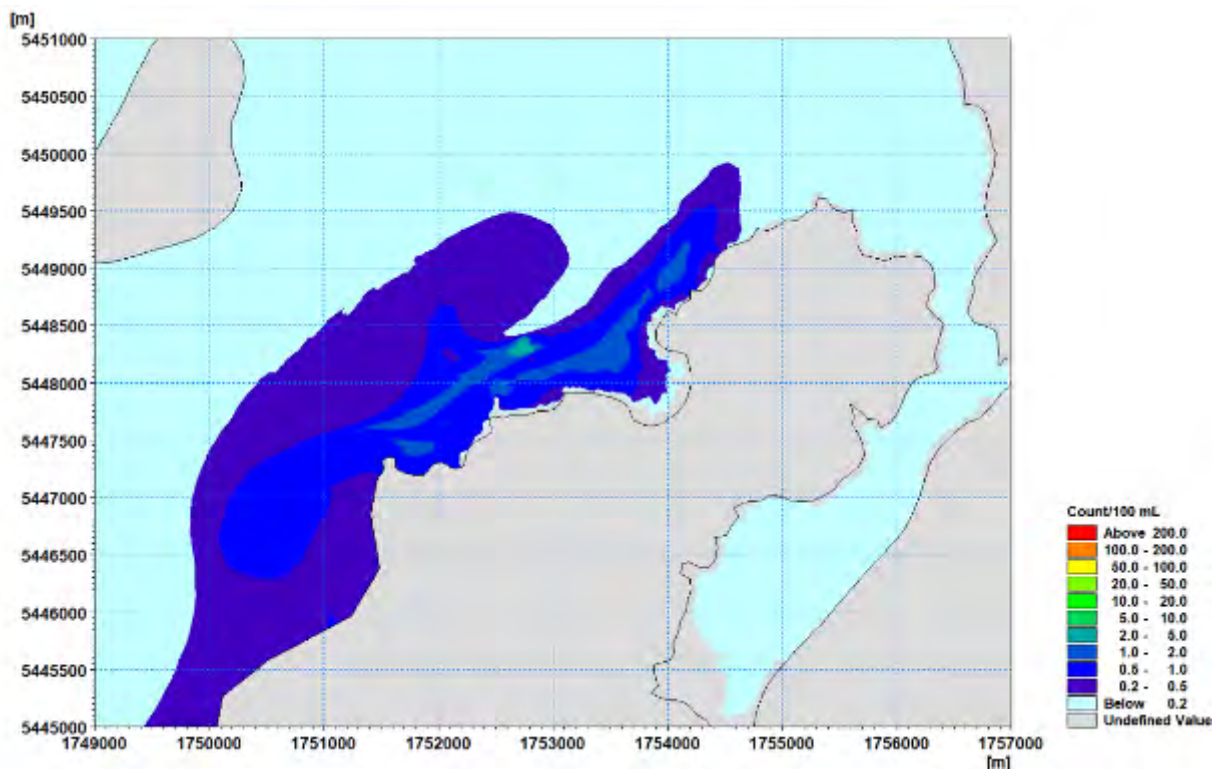 [m]
5451000
5450500
5450000
5449500
5449000
5448500
5448000
5447500
5447000
5446500
5446000
5445500
5445000
1749000 1750000 1751000 1752000 1753000 1754000 1755000 1756000 1757000
[m]
Count/100 mL
Above 200.0
100.0 - 200.0
50.0 - 100.0
20.0 - 50.0
10.0 - 20.0
5.0 - 10.0
2.0 - 5.0
1.0 - 2.0
0.5 - 1.0
0.2 - 0.5
Below 0.2
Undefined Value